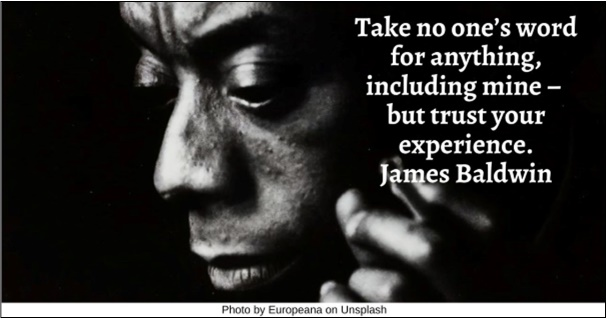 Take no one’s word
for anything,
including mine –
but trust your
experience.
James Baldwin
Photo by Europeana on Unsplash